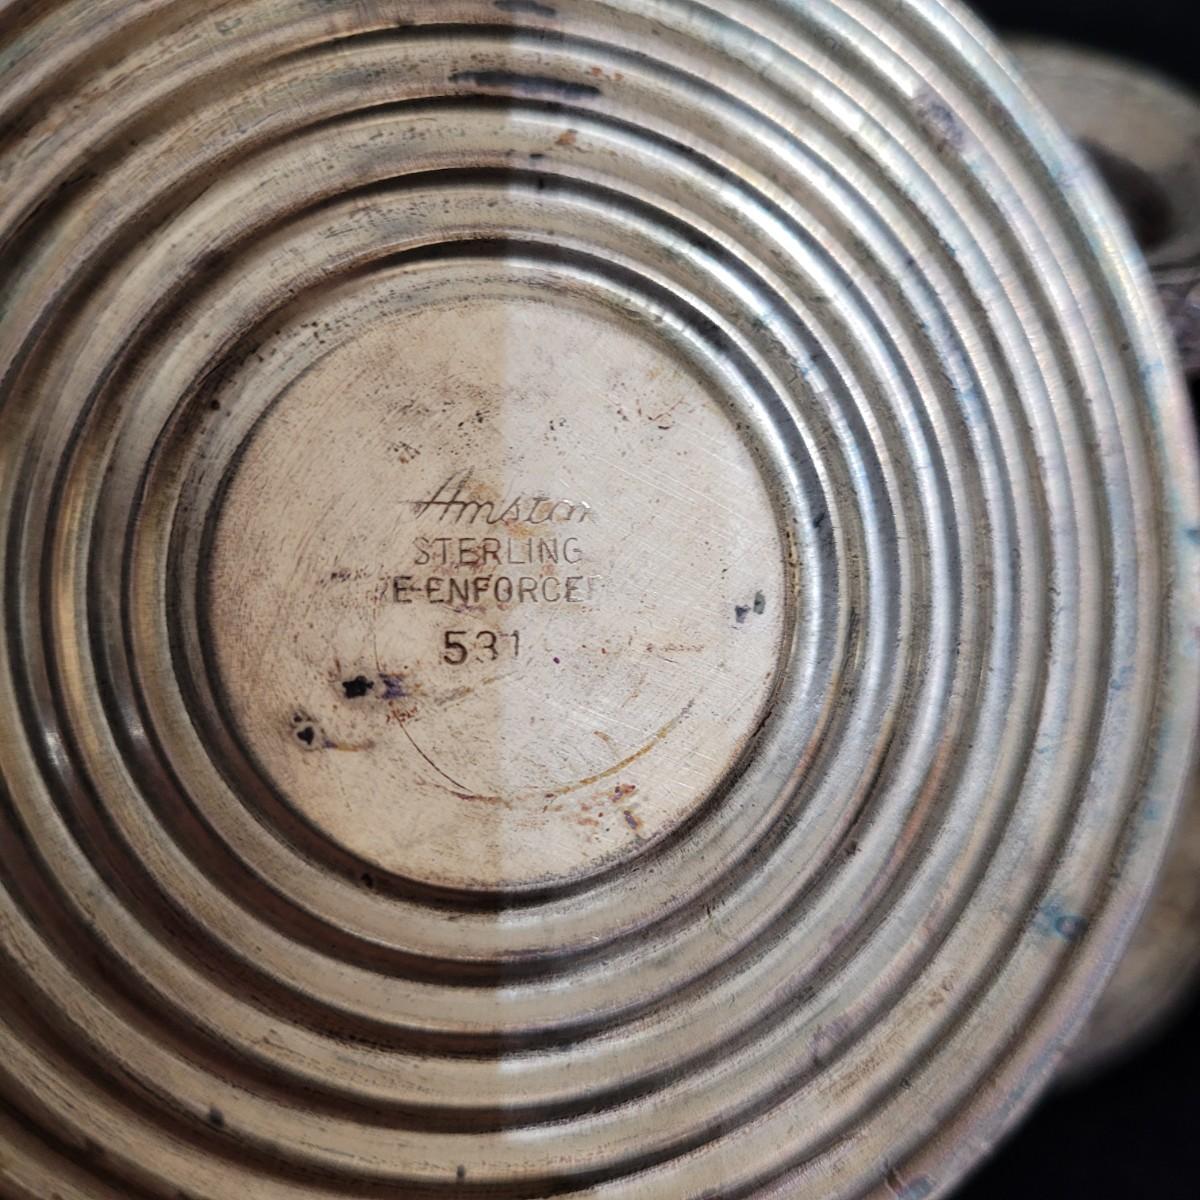 Amston
STERLING
E-ENFORCED
531